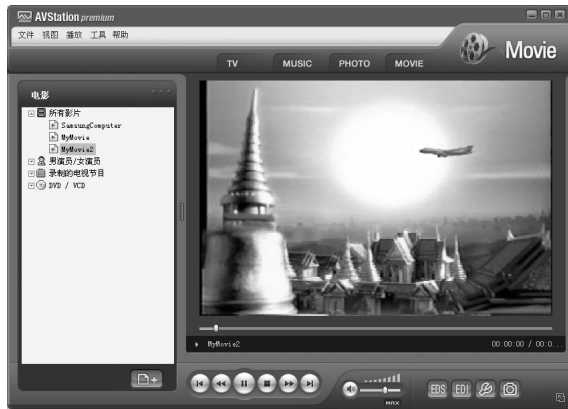 AVStation premium
文件 视图 播放 工具 帮助
Movie
TV MUSIC PHOTO MOVIE
电影
所有影片
SamsungComputer
MyMovie
MyMovie2
男演员/女演员
录制的电视节目
DVD / VCD
MyMovie2 00:00:00 / 00:0...
MAX
EDS EDI